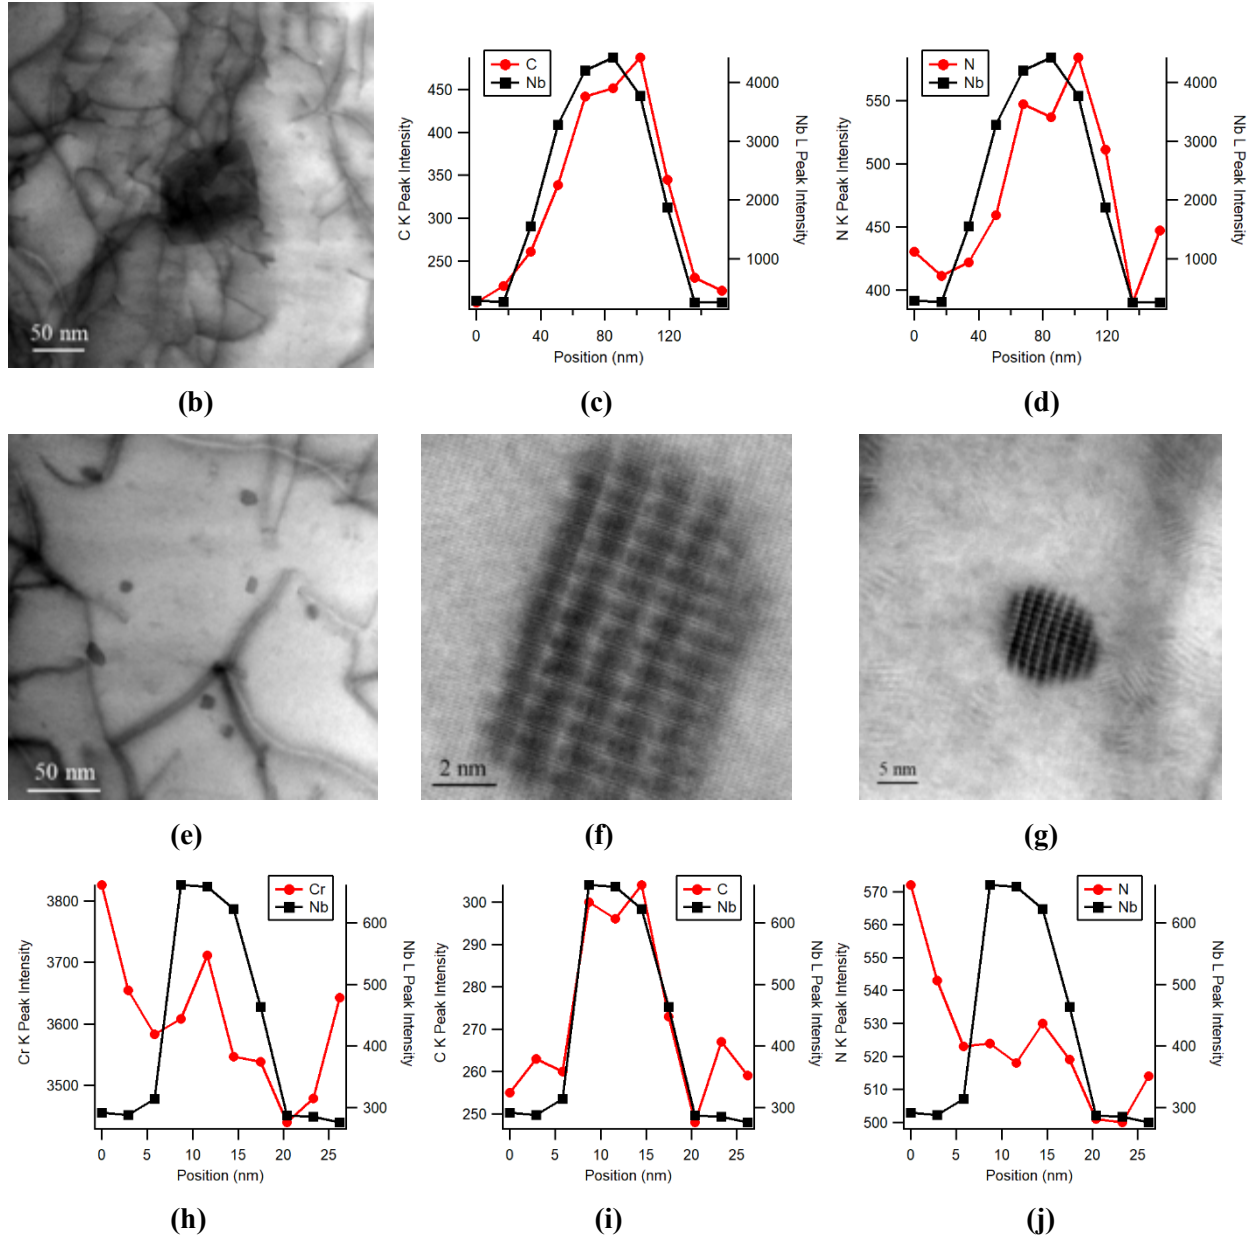 50 nm
(b)
C
Nb
450
400
350
300
250
4000
3000
2000
1000
0
40
80
120
C K Peak Intensity
Nb L Peak Intensity
Position (nm)
(c)
N
Nb
550
500
450
400
4000
3000
2000
1000
0
40
80
120
N K Peak Intensity
Nb L Peak Intensity
Position (nm)
(d)
50 nm
(e)
2 nm
(f)
5 nm
(g)
Cr
Nb
3800
3700
3600
3500
600
500
400
300
0
5
10
15
20
25
Cr K Peak Intensity
Nb L Peak Intensity
Position (nm)
(h)
C
Nb
300
290
280
270
260
250
600
500
400
300
0
5
10
15
20
25
C K Peak Intensity
Nb L Peak Intensity
Position (nm)
(i)
N
Nb
570
560
550
540
530
520
510
500
600
500
400
300
0
5
10
15
20
25
N K Peak Intensity
Nb L Peak Intensity
Position (nm)
(j)